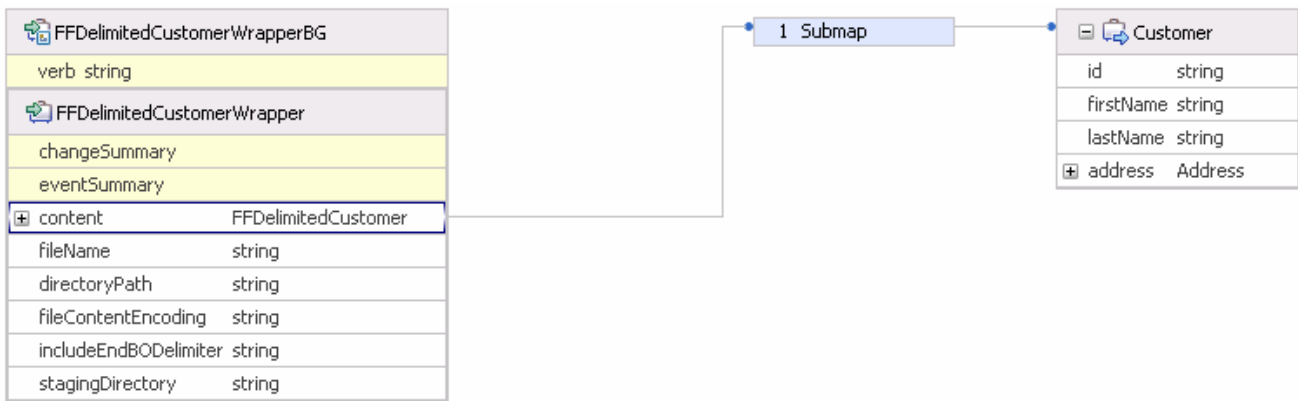 FFDelimitedCustomerWrapperBG
verb string
FFDelimitedCustomerWrapper
changeSummary
eventSummary
content FFDelimitedCustomer
fileName string
directoryPath string
fileContentEncoding string
includeEndBODelimiter string
stagingDirectory string
1 Submap
Customer
id string
firstName string
lastName string
address Address